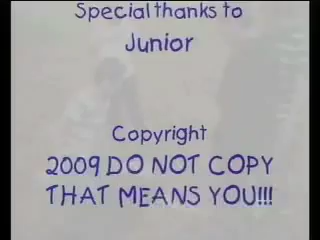 Special thanks to
Junior
Copyright
2009 DO NOT COPY
THAT MEANS YOU!!!